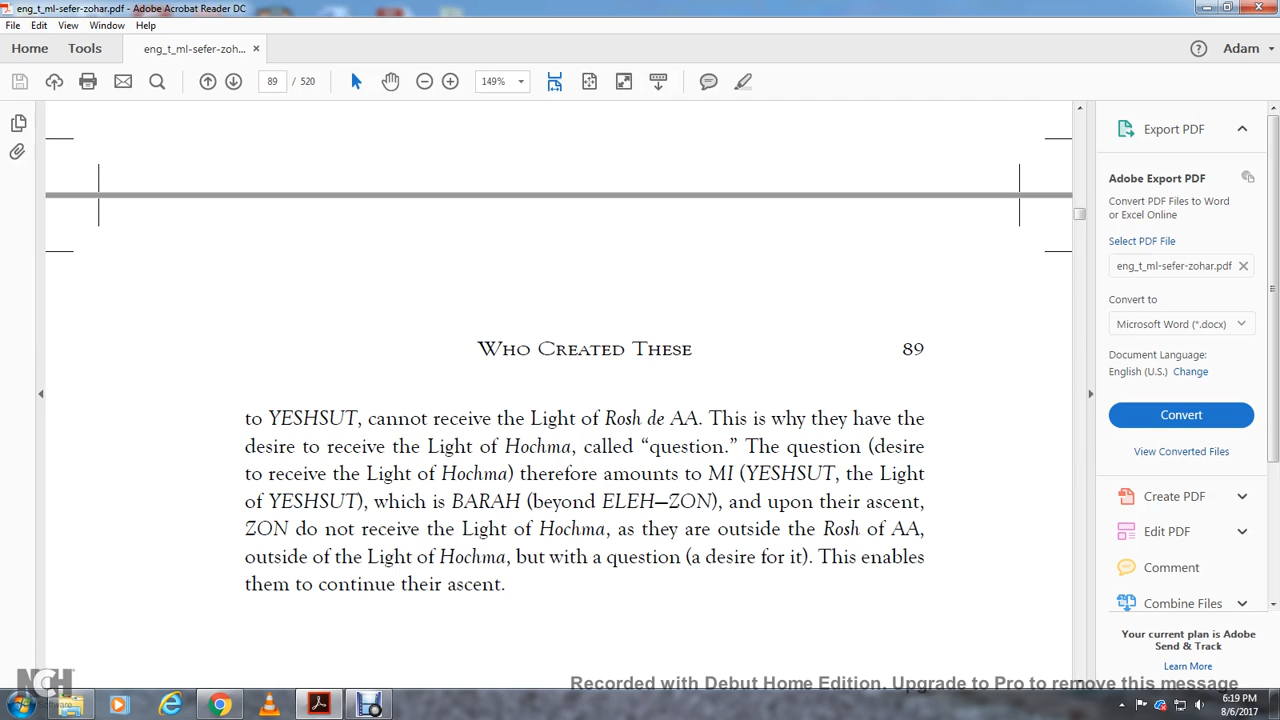 eng_t_ml-sefer-zohar.pdf - Adobe Acrobat Reader DC
File Edit View Window Help
Home Tools eng_t_ml-sefer-zoh... × Adam
89 / 520 149%
Export PDF
Adobe Export PDF
Convert PDF Files to Word
or Excel Online
Select PDF File
eng_t_ml-sefer-zohar.pdf
Convert to
Microsoft Word (*.docx)
Document Language:
English (U.S.) Change
Convert
View Converted Files
Create PDF
Edit PDF
Comment
Combine Files
Your current plan is Adobe
Send & Track
Learn More
Who Created These 89
to YESHSUT, cannot receive the Light of Rosh de AA. This is why they have the
desire to receive the Light of Hochma, called “question.” The question (desire
to receive the Light of Hochma) therefore amounts to MI (YESHSUT, the Light
of YESHSUT), which is BARAH (beyond ELEH—ZON), and upon their ascent,
ZON do not receive the Light of Hochma, as they are outside the Rosh of AA,
outside of the Light of Hochma, but with a question (a desire for it). This enables
them to continue their ascent.
NCH
Software
Recorded with Debut Home Edition. Upgrade to Pro to remove this message
6:19 PM
8/6/2017